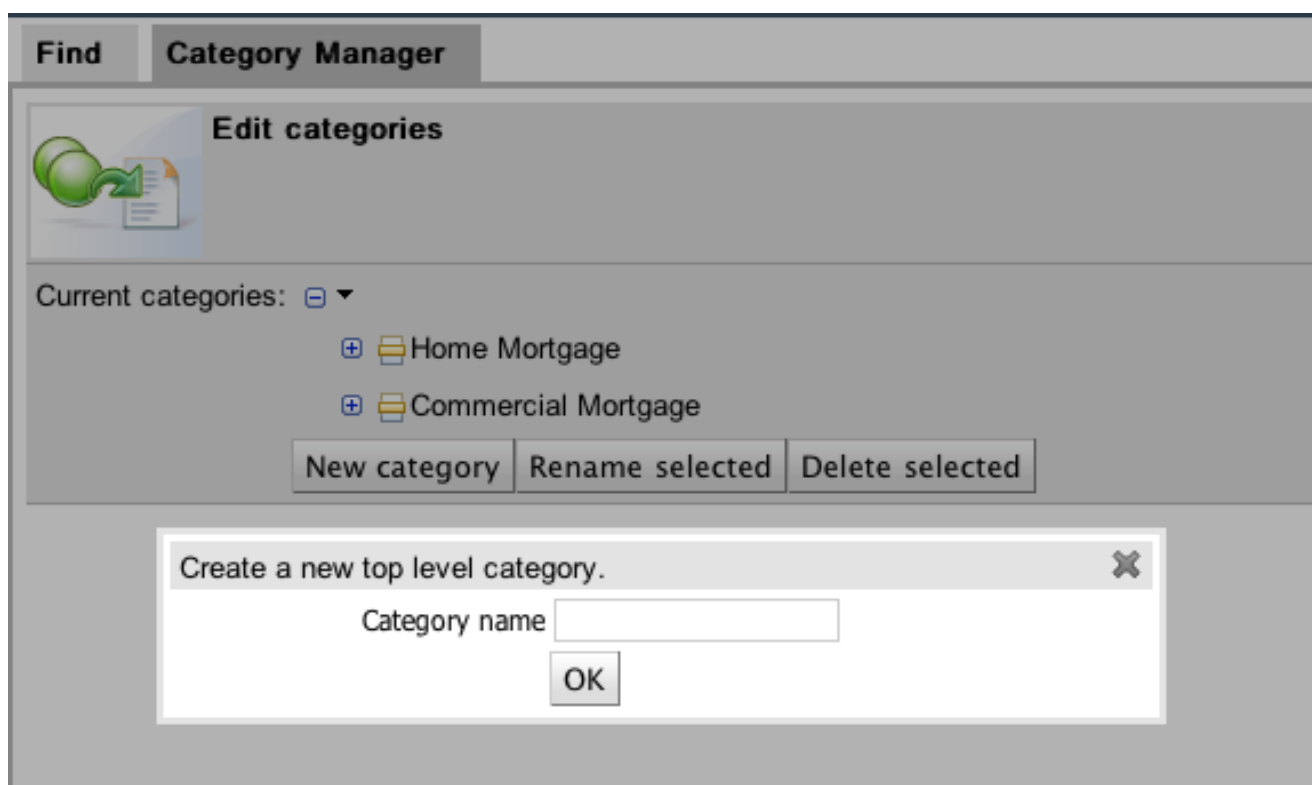 Find Category Manager
Edit categories
Current categories:
Home Mortgage
Commercial Mortgage
New category Rename selected Delete selected
Create a new top level category.
Category name
OK